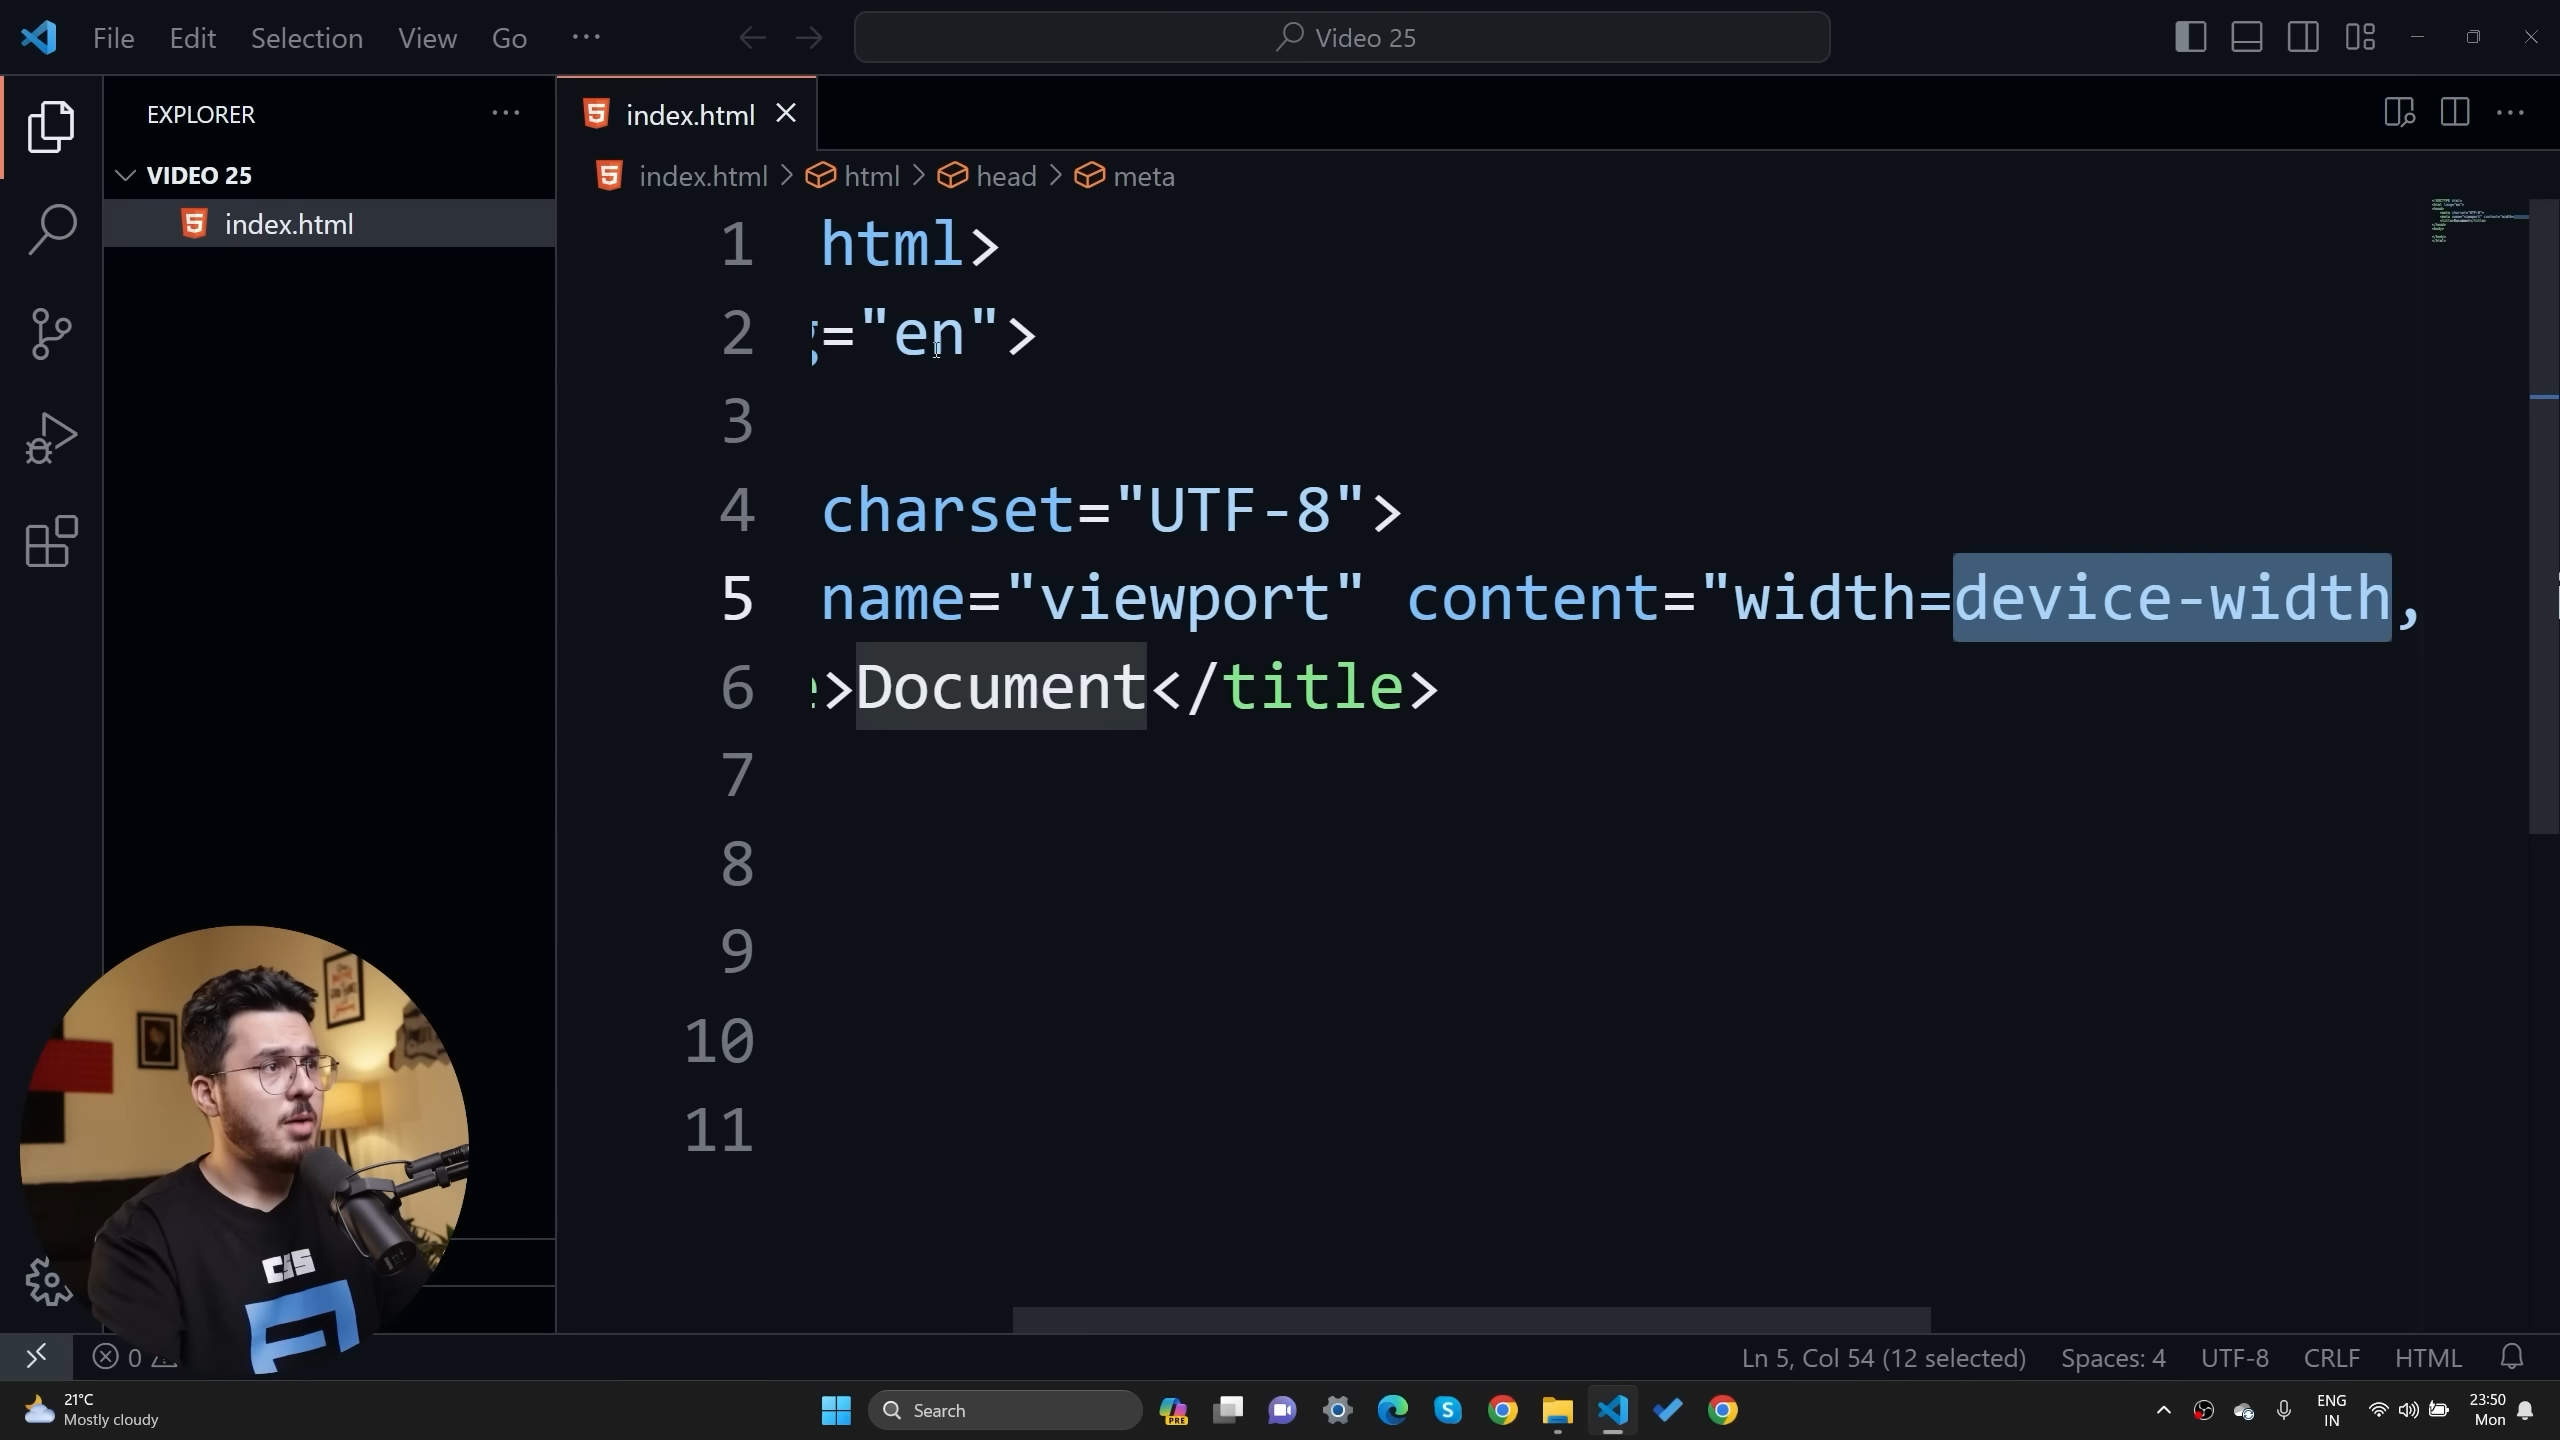 File Edit Selection View Go ···
Video 25
EXPLORER ···
VIDEO 25
index.html
index.html
index.html > html > head > meta
1 html>
2 g="en">
3
4 charset="UTF-8">
5 name="viewport" content="width=device-width,
6 e>Document</title>
7
8
9
10
11
0
Ln 5, Col 54 (12 selected) Spaces: 4 UTF-8 CRLF HTML
21°C
Mostly cloudy
Search
PRE
ENG
IN
23:50
Mon